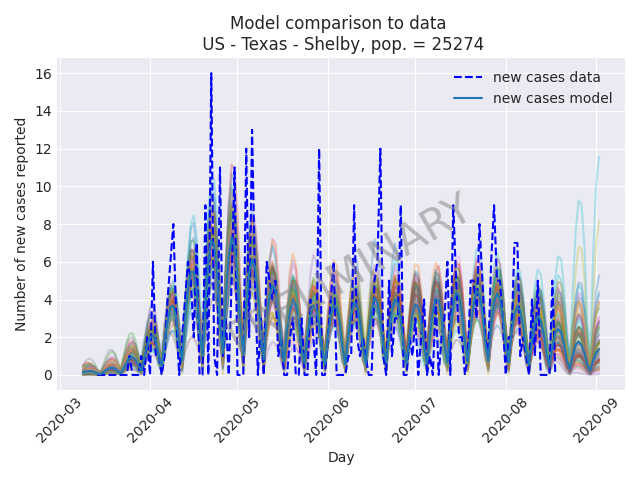 Model comparison to data
US - Texas - Shelby, pop. = 25274
Number of new cases reported
16
14
12
10
8
6
4
2
0
new cases data
new cases model
PRELIMINARY
2020-03
2020-04
2020-05
2020-06
2020-07
2020-08
2020-09
Day